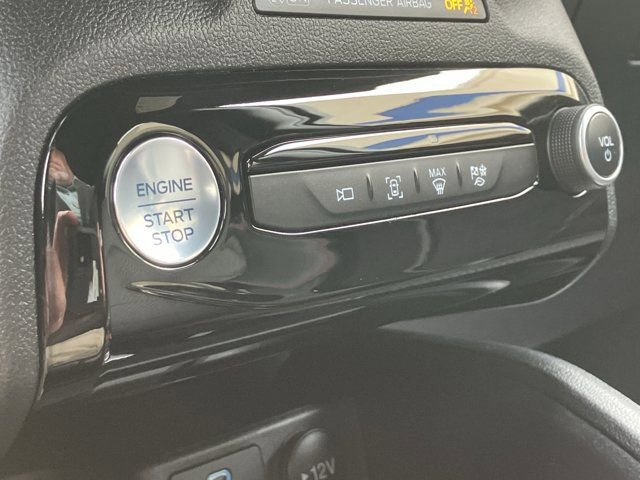 PASSENGER AIRBAG OFF
ENGINE
START
STOP
MAX
VOL
12V